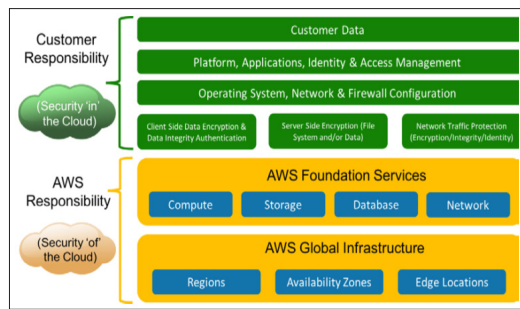 Customer
Responsibility
(Security 'in'
the Cloud)
Customer Data
Platform, Applications, Identity & Access Management
Operating System, Network & Firewall Configuration
Client Side Data Encryption &
Data Integrity Authentication
Server Side Encryption (File
System and/or Data)
Network Traffic Protection
(Encryption/Integrity/Identity)
AWS
Responsibility
(Security 'of'
the Cloud)
AWS Foundation Services
Compute
Storage
Database
Network
AWS Global Infrastructure
Regions
Availability Zones
Edge Locations